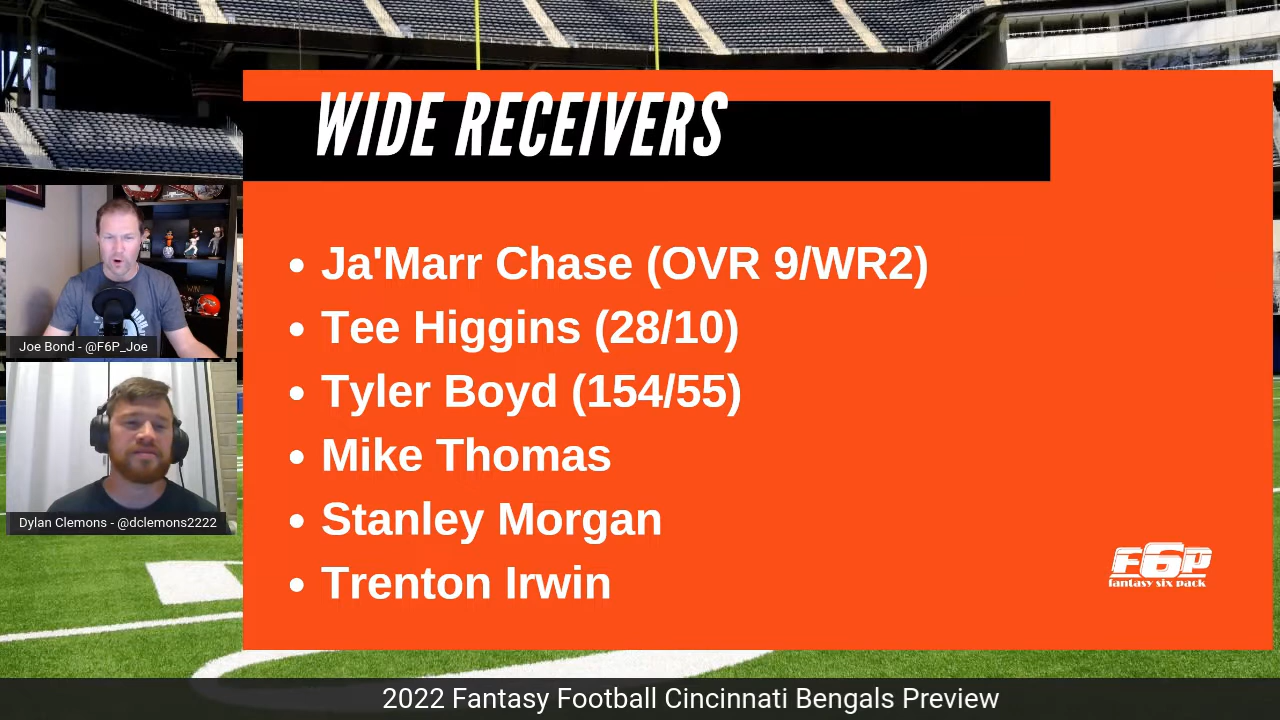 WIDE RECEIVERS
Ja'Marr Chase (OVR 9/WR2)
Tee Higgins (28/10)
Tyler Boyd (154/55)
Mike Thomas
Stanley Morgan
Trenton Irwin
Joe Bond - @F6P_Joe
Dylan Clemons - @dclemons2222
F6P
fantasy six pack
2022 Fantasy Football Cincinnati Bengals Preview